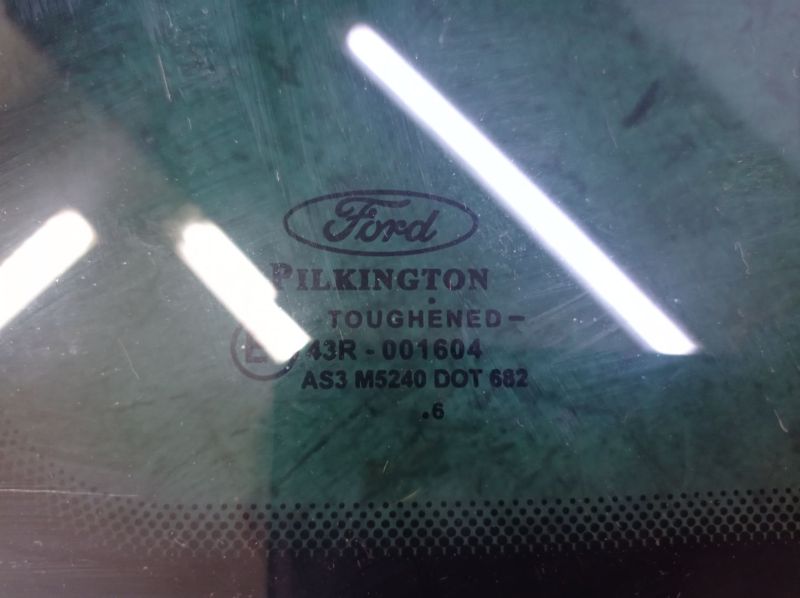 Ford
PILKINGTON
TOUGHENED-
E 43R - 001604
AS3 M5240 DOT 682
.6